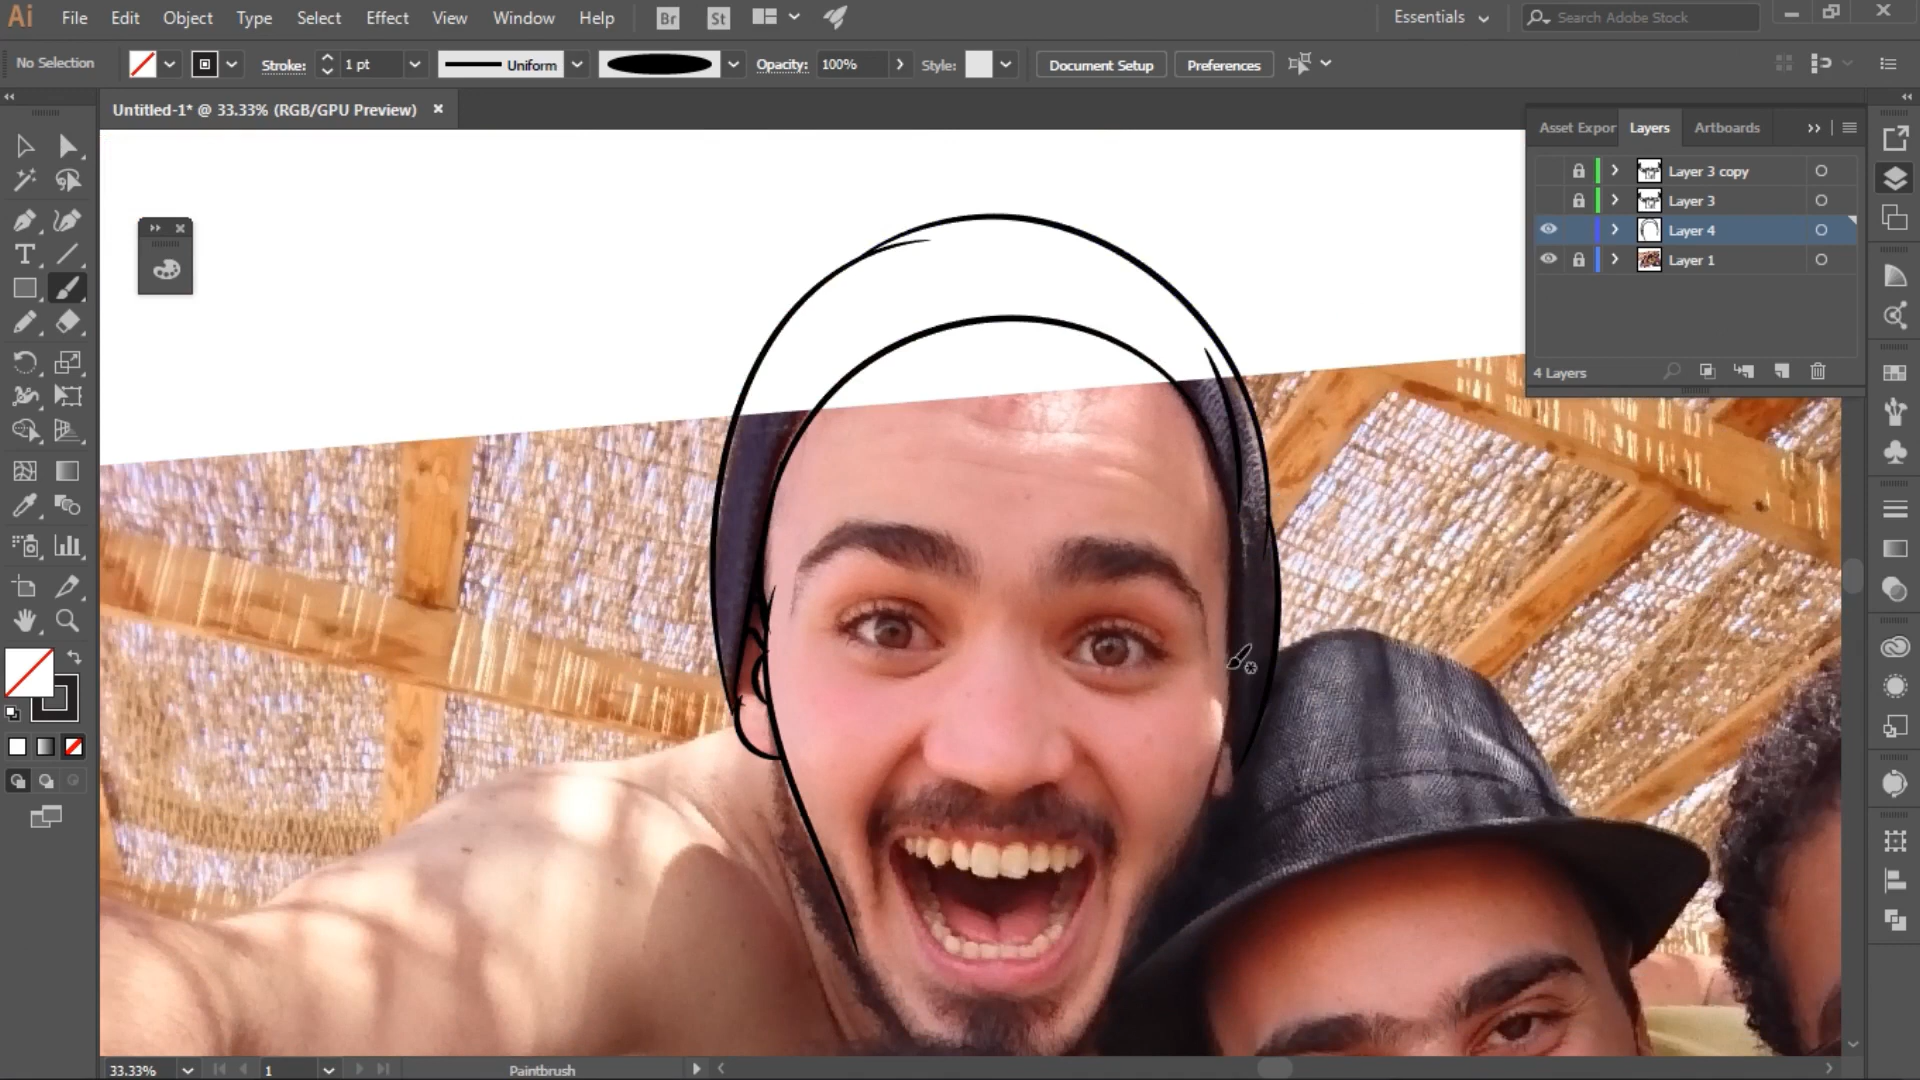 Ai File Edit Object Type Select Effect View Window Help Br St Essentials Search Adobe Stock
No Selection Stroke: 1 pt Uniform Opacity: 100% Style: Document Setup Preferences
Untitled-1* @ 33.33% (RGB/GPU Preview)
Asset Expor Layers Artboards
Layer 3 copy
Layer 3
Layer 4
Layer 1
4 Layers
33.33% 1 Paintbrush